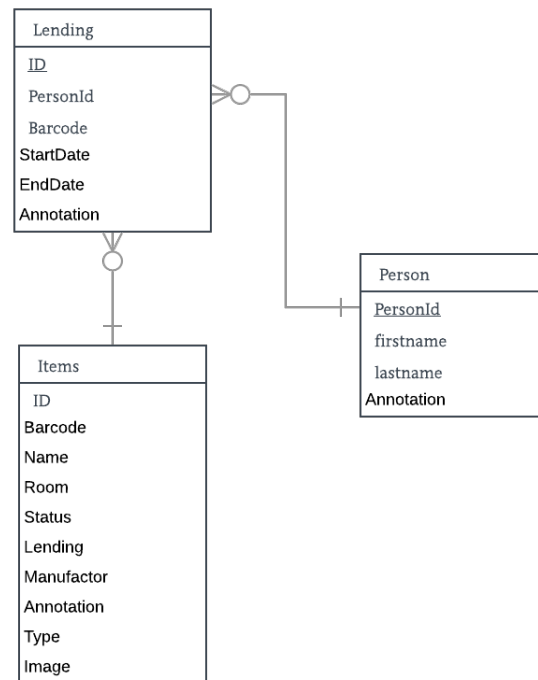 Lending
ID
PersonId
Barcode
StartDate
EndDate
Annotation
Person
PersonId
firstname
lastname
Annotation
Items
ID
Barcode
Name
Room
Status
Lending
Manufactor
Annotation
Type
Image